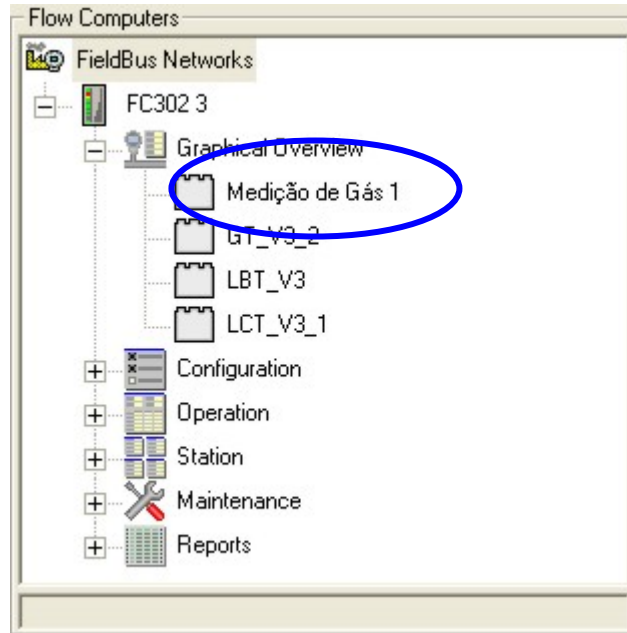 Flow Computers
FieldBus Networks
FC302 3
Graphical Overview
Medição de Gás 1
GT_V3_2
LBT_V3
LCT_V3_1
Configuration
Operation
Station
Maintenance
Reports